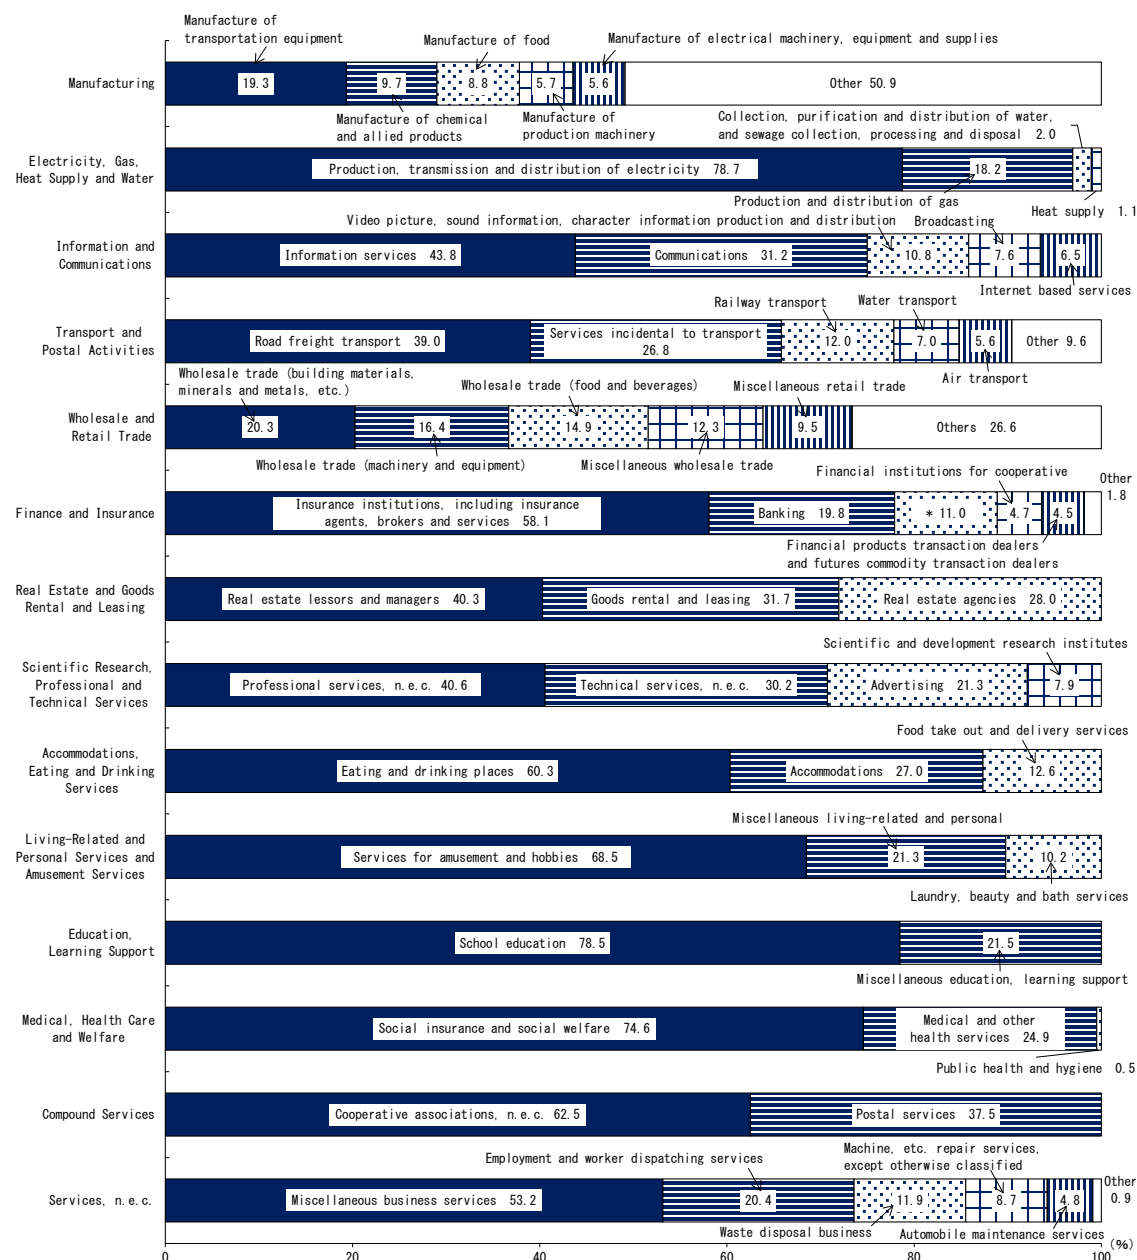 Manufacture of
transportation equipment
Manufacture of food
Manufacture of electrical machinery, equipment and supplies
Manufacturing
19.3
9.7
8.8
5.7
5.6
Other 50.9
Manufacture of chemical
and allied products
Manufacture of
production machinery
Collection, purification and distribution of water,
and sewage collection, processing and disposal 2.0
Electricity, Gas,
Heat Supply and Water
Production, transmission and distribution of electricity 78.7
18.2
Production and distribution of gas
Heat supply 1.1
Video picture, sound information, character information production and distribution
Broadcasting
Information and
Communications
Information services 43.8
Communications 31.2
10.8
7.6
6.5
Internet based services
Railway transport
Water transport
Transport and
Postal Activities
Road freight transport 39.0
Services incidental to transport
26.8
12.0
7.0
5.6
Other 9.6
Air transport
Wholesale trade (building materials,
minerals and metals, etc.)
Wholesale trade (food and beverages)
Miscellaneous retail trade
Wholesale and
Retail Trade
20.3
16.4
14.9
12.3
9.5
Others 26.6
Wholesale trade (machinery and equipment)
Miscellaneous wholesale trade
Financial institutions for cooperative
Other
1.8
Finance and Insurance
Insurance institutions, including insurance
agents, brokers and services 58.1
Banking 19.8
* 11.0
4.7
4.5
Financial products transaction dealers
and futures commodity transaction dealers
Real Estate and Goods
Rental and Leasing
Real estate lessors and managers 40.3
Goods rental and leasing 31.7
Real estate agencies 28.0
Scientific and development research institutes
Scientific Research,
Professional and
Technical Services
Professional services, n.e.c. 40.6
Technical services, n.e.c. 30.2
Advertising 21.3
7.9
Food take out and delivery services
Accommodations,
Eating and Drinking
Services
Eating and drinking places 60.3
Accommodations 27.0
12.6
Miscellaneous living-related and personal
Living-Related and
Personal Services and
Amusement Services
Services for amusement and hobbies 68.5
21.3
10.2
Laundry, beauty and bath services
Education,
Learning Support
School education 78.5
21.5
Miscellaneous education, learning support
Medical, Health Care
and Welfare
Social insurance and social welfare 74.6
Medical and other
health services 24.9
Public health and hygiene 0.5
Compound Services
Cooperative associations, n.e.c. 62.5
Postal services 37.5
Employment and worker dispatching services
Machine, etc. repair services,
except otherwise classified
Other
0.9
Services, n.e.c.
Miscellaneous business services 53.2
20.4
11.9
8.7
4.8
Waste disposal business
Automobile maintenance services
0 20 40 60 80 100 (%)